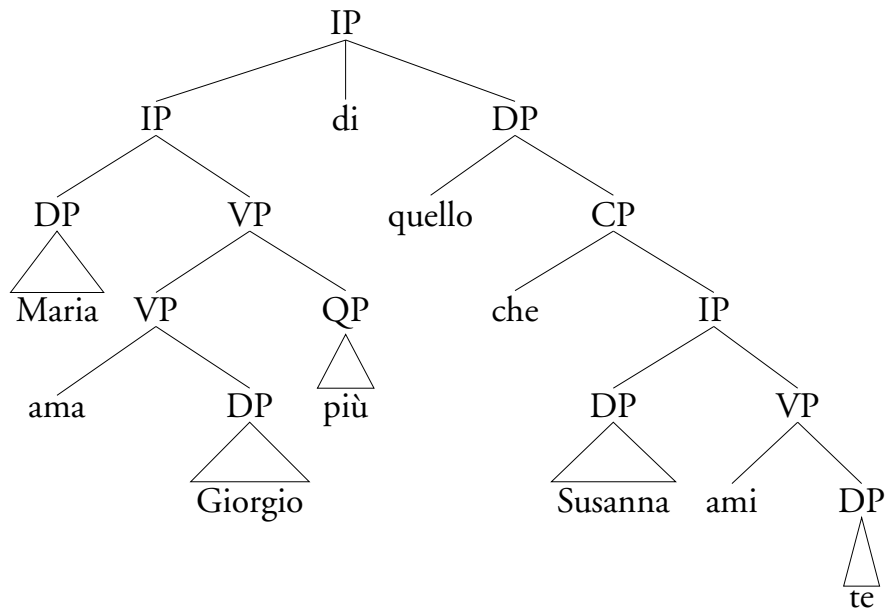 IP
IP di DP
DP VP quello CP
Maria VP QP che IP
ama DP più DP VP
Giorgio Susanna ami DP
te